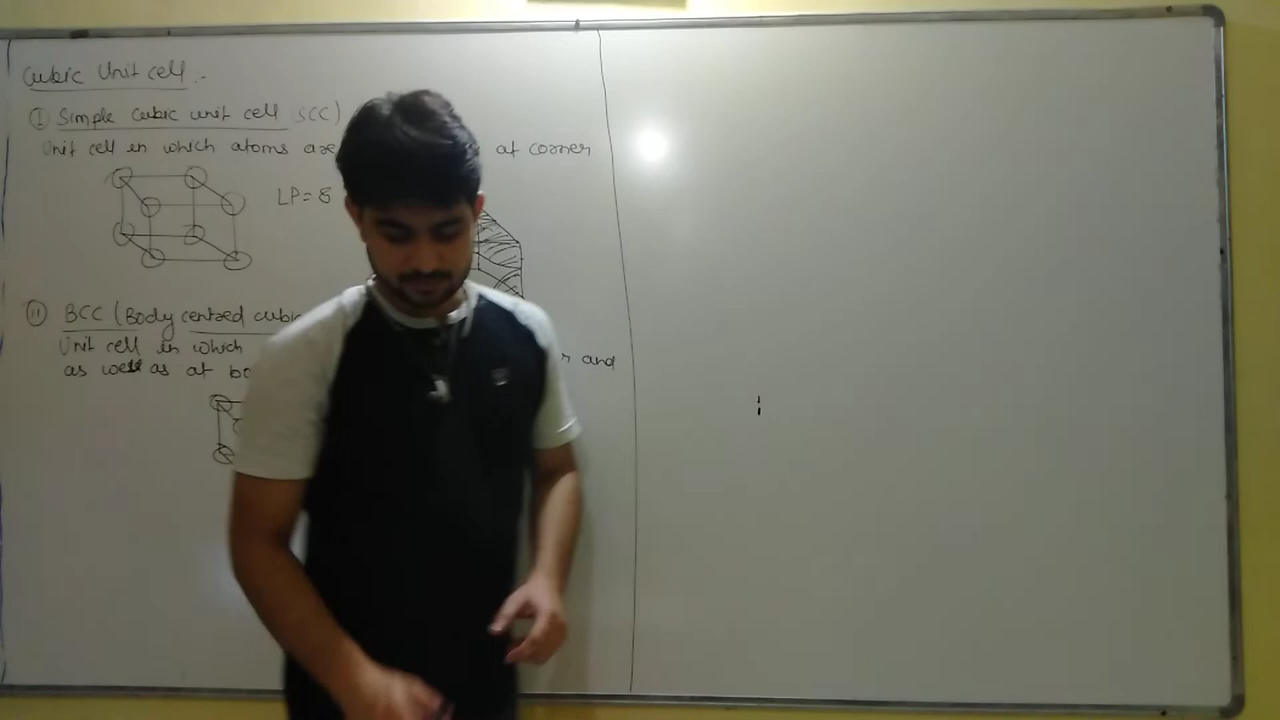 Cubic Unit cell :-
(I) Simple cubic unit cell SCC)
Unit cell in which atoms are at corner
LP= 8
(II) BCC (Body centred cubic
Unit cell in which and
as well as at